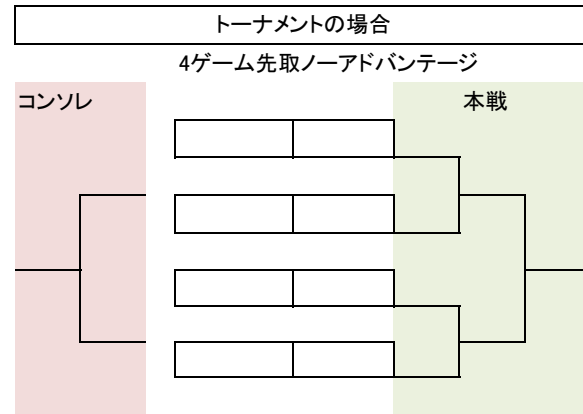 トーナメントの場合
4ゲーム先取ノーアドバンテージ
コンソレ
本戦